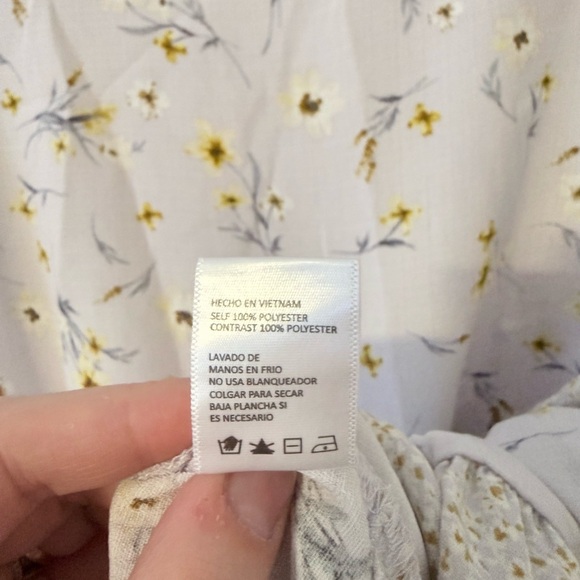 HECHO EN VIETNAM
SELF 100% POLYESTER
CONTRAST 100% POLYESTER
LAVADO DE
MANOS EN FRIO
NO USA BLANQUEADOR
COLGAR PARA SECAR
BAJA PLANCHA SI
ES NECESARIO